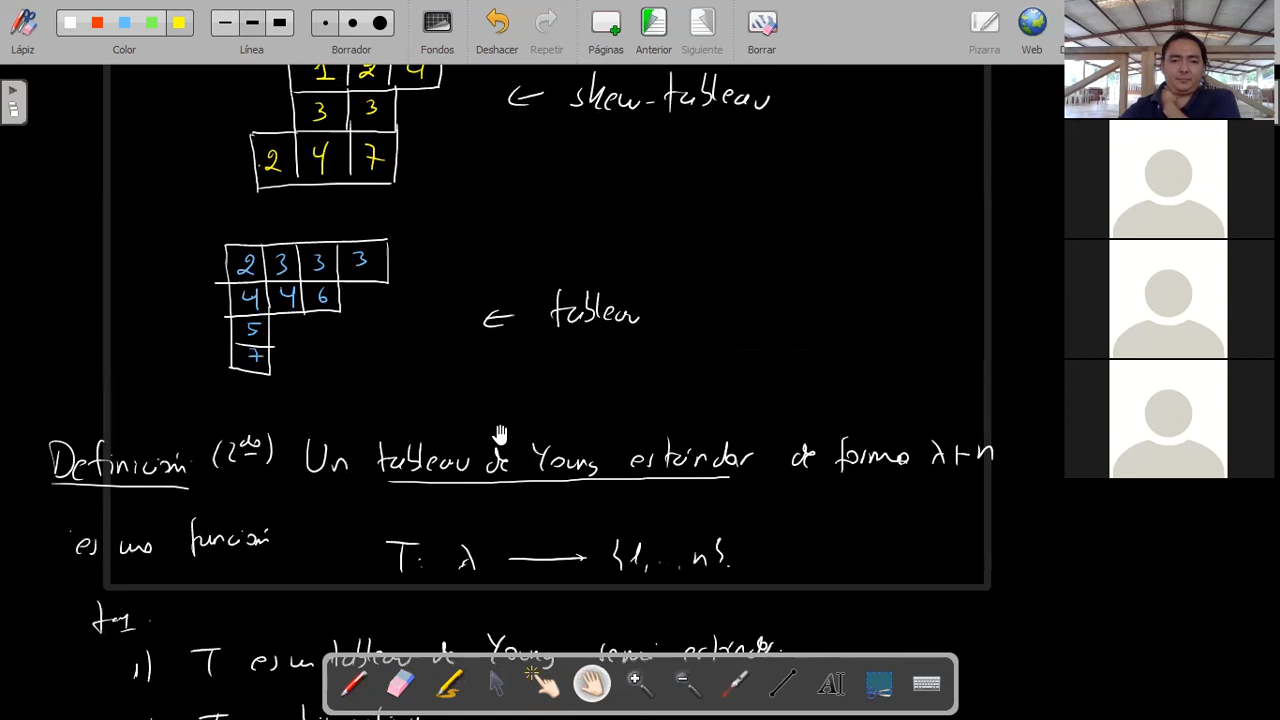 Lápiz Color Línea Borrador Fondos Deshacer Repetir Páginas Anterior Siguiente Borrar Pizarra Web
1 2 4
← skew-tableau
3 3
2 4 7
2 3 3 3
4 4 6
← tableau
5
7
Definición (2da) Un tableau de Young estándar de forma λ⊢n
es una función
T: λ ⟶ {1,...n}.
tq.
1) T es un tableau de Young semi estándar.
AI